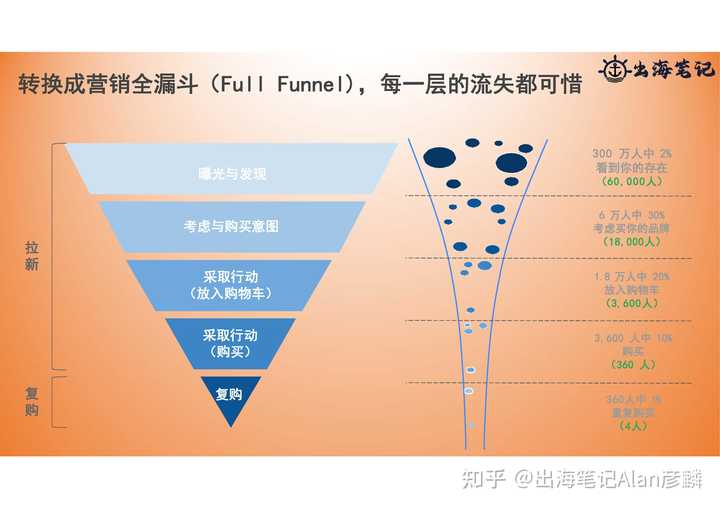 转换成营销全漏斗（Full Funnel），每一层的流失都可惜
出海笔记
曝光与发现
考虑与购买意图
采取行动
（放入购物车）
采取行动
（购买）
复购
拉
新
复
购
300 万人中 2%
看到你的存在
（60,000人）
6 万人中 30%
考虑买你的品牌
（18,000人）
1.8 万人中 20%
放入购物车
（3,600人）
3,600 人中 10%
购买
（360 人）
360人中 1%
重复购买
（4人）
知乎 @出海笔记Alan彦麟